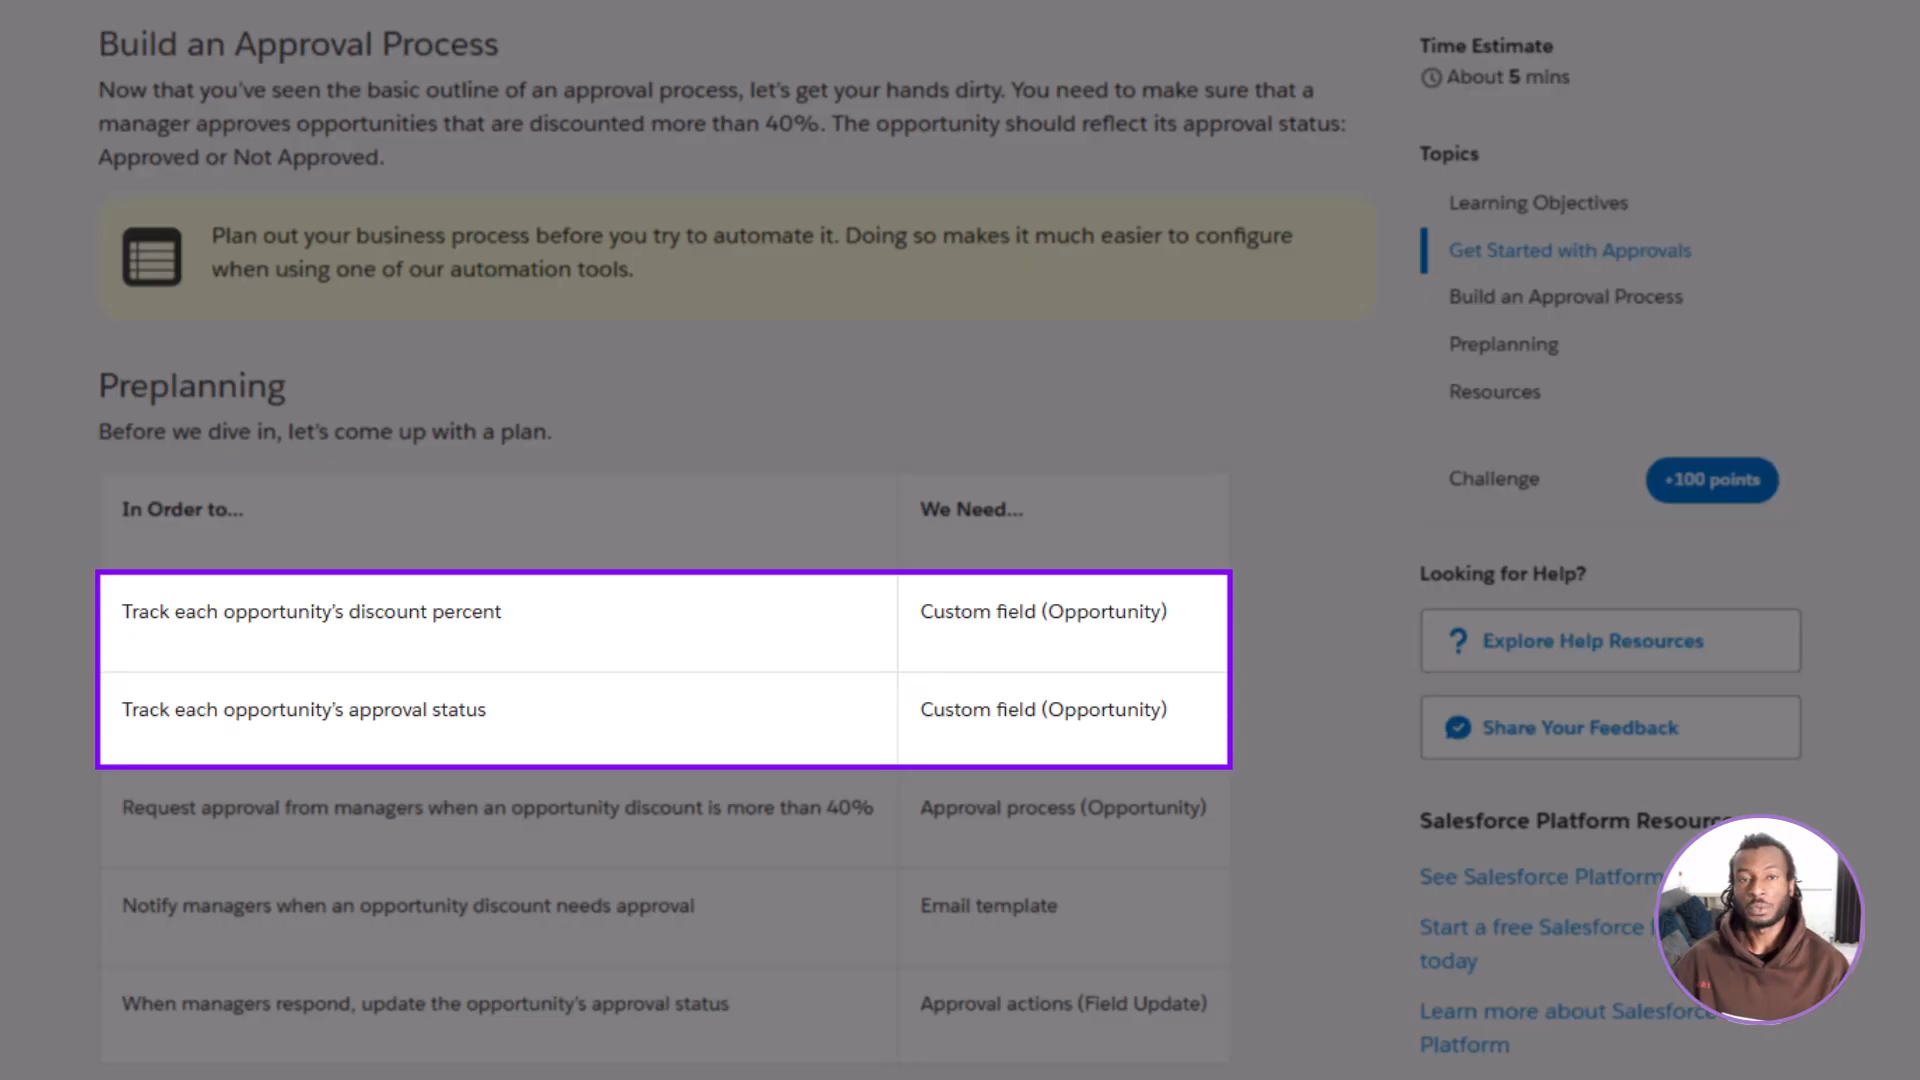 Build an Approval Process
Now that you've seen the basic outline of an approval process, let's get your hands dirty. You need to make sure that a
manager approves opportunities that are discounted more than 40%. The opportunity should reflect its approval status:
Approved or Not Approved.
Plan out your business process before you try to automate it. Doing so makes it much easier to configure
when using one of our automation tools.
Preplanning
Before we dive in, let's come up with a plan.
In Order to...
We Need...
Track each opportunity's discount percent
Custom field (Opportunity)
Track each opportunity's approval status
Custom field (Opportunity)
Request approval from managers when an opportunity discount is more than 40%
Approval process (Opportunity)
Notify managers when an opportunity discount needs approval
Email template
When managers respond, update the opportunity's approval status
Approval actions (Field Update)
Time Estimate
About 5 mins
Topics
Learning Objectives
Get Started with Approvals
Build an Approval Process
Preplanning
Resources
Challenge
+100 points
Looking for Help?
Explore Help Resources
Share Your Feedback
Salesforce Platform
See Salesforce Platform
Start a free Salesforce
today
Learn more about Salesforce
Platform